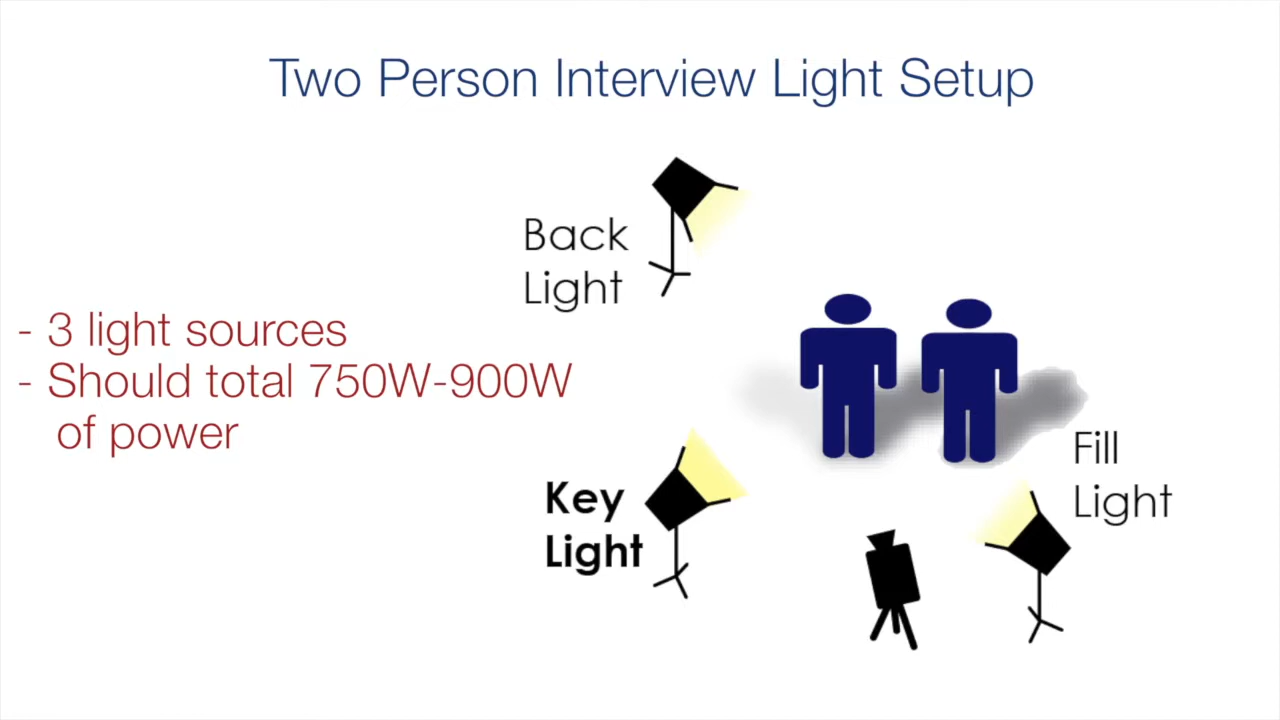 Two Person Interview Light Setup
Back
Light
- 3 light sources
- Should total 750W-900W
of power
Key
Light
Fill
Light